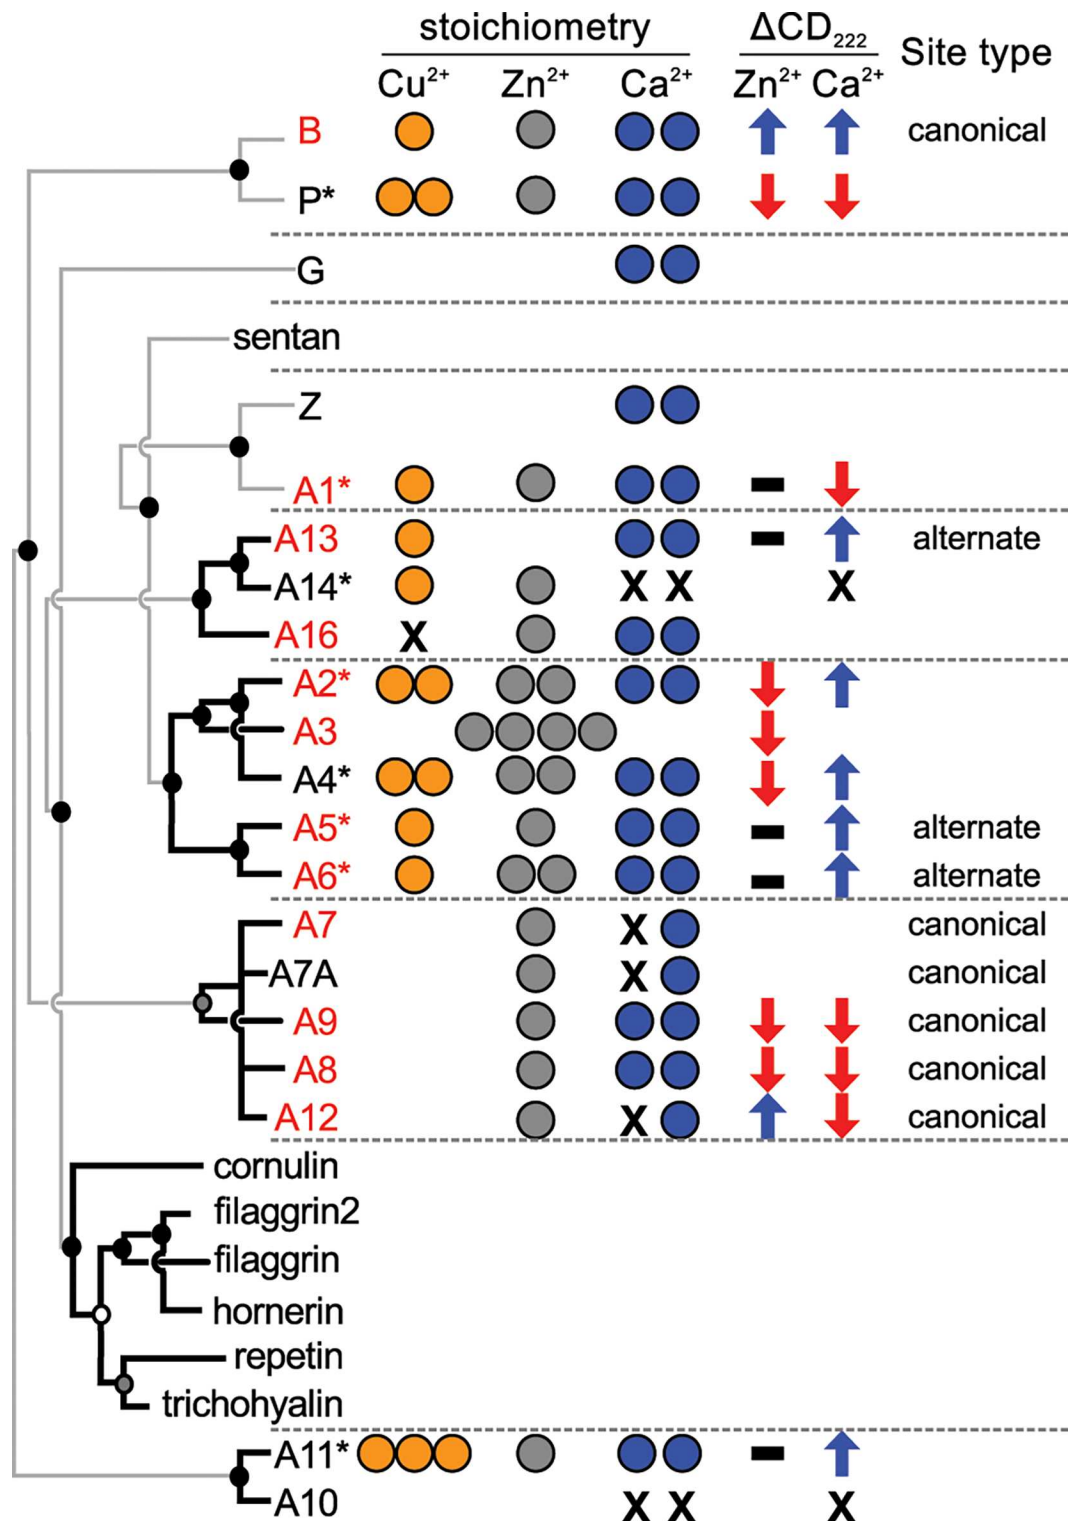 stoichiometry ΔCD₂₂₂ Site type
Cu²⁺ Zn²⁺ Ca²⁺ Zn²⁺ Ca²⁺
B canonical
P*
G
sentan
Z
A1*
A13 alternate
A14* X X X
A16 X
A2*
A3
A4*
A5* alternate
A6* alternate
A7 X canonical
A7A X canonical
A9 canonical
A8 canonical
A12 X canonical
cornulin
filaggrin2
filaggrin
hornerin
repetin
trichohyalin
A11*
A10 X X X